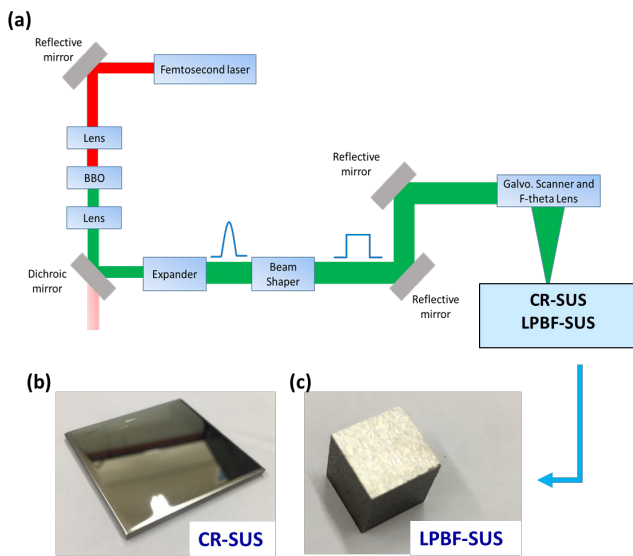 (a)
Reflective
mirror
Femtosecond laser
Lens
BBO
Lens
Dichroic
mirror
Expander
Beam
Shaper
Reflective
mirror
Reflective
mirror
Galvo. Scanner and
F-theta Lens
CR-SUS
LPBF-SUS
(b)
CR-SUS
(c)
LPBF-SUS